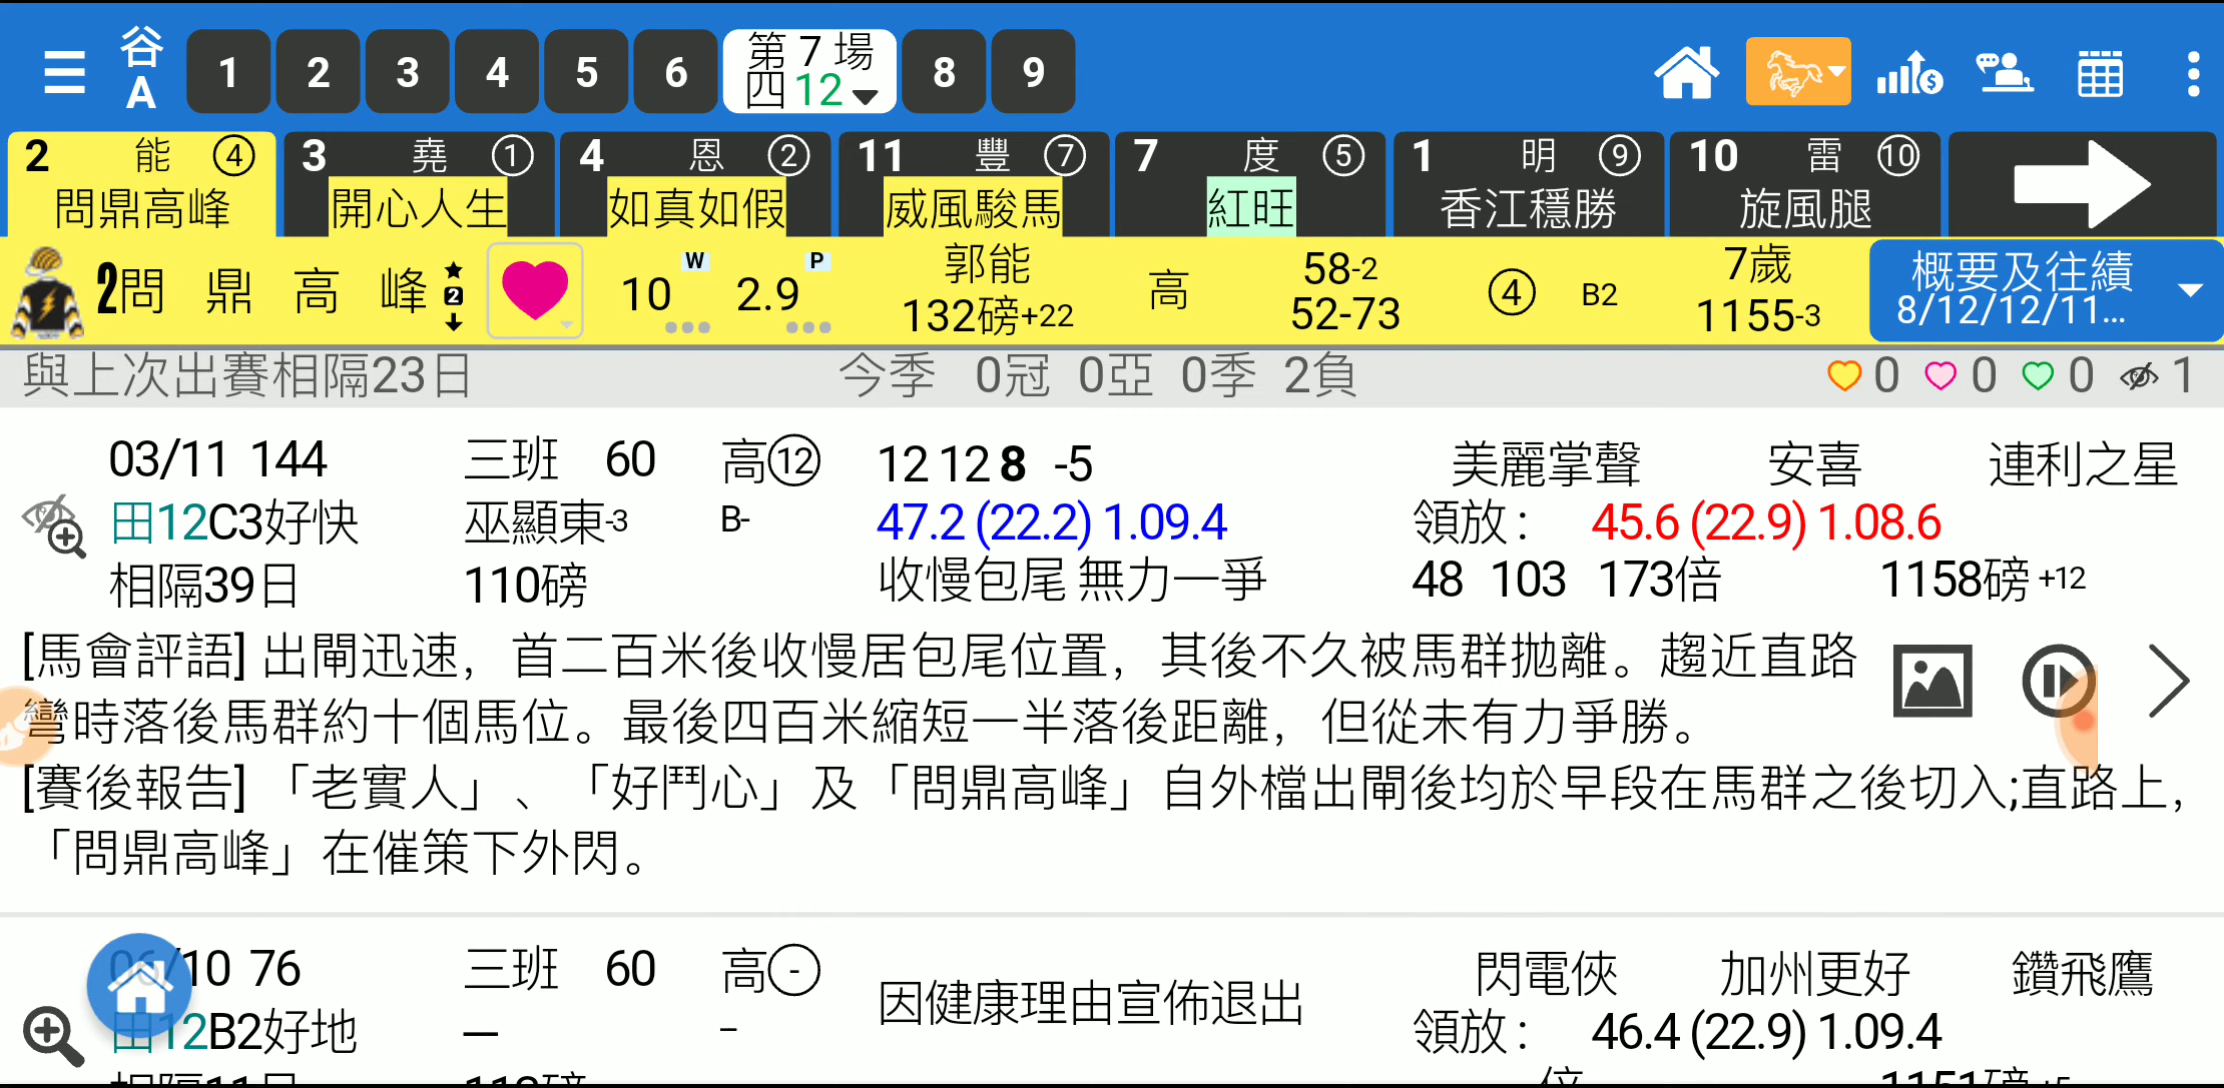 谷 A 1 2 3 4 5 6 第 7 場 四 12 8 9
2 能 ④ 3 堯 ① 4 恩 ② 11 豐 ⑦ 7 度 ⑤ 1 明 ⑨ 10 雷 ⑩
問鼎高峰 開心人生 如真如假 威風駿馬 紅旺 香江穩勝 旋風腿
2問鼎高峰 ★ 2 10 W 2.9 P 郭能 高 58-2 ④ B2 7歲 概要及往績
132磅+22 52-73 1155-3 8/12/12/11...
與上次出賽相隔23日 今季 0冠 0亞 0季 2負 0 0 0 1
03/11 144 三班 60 高⑫ 12 12 8 -5 美麗掌聲 安喜 連利之星
田12C3好快 巫顯東-3 B- 47.2 (22.2) 1.09.4 領放： 45.6 (22.9) 1.08.6
相隔39日 110磅 收慢包尾 無力一爭 48 103 173倍 1158磅 +12
[馬會評語] 出閘迅速，首二百米後收慢居包尾位置，其後不久被馬群拋離。趨近直路
彎時落後馬群約十個馬位。最後四百米縮短一半落後距離，但從未有力爭勝。
[賽後報告] 「老實人」、「好鬥心」及「問鼎高峰」自外檔出閘後均於早段在馬群之後切入;直路上，
「問鼎高峰」在催策下外閃。
06/10 76 三班 60 高- 因健康理由宣佈退出 閃電俠 加州更好 鑽飛鷹
田12B2好地 – – 領放： 46.4 (22.9) 1.09.4